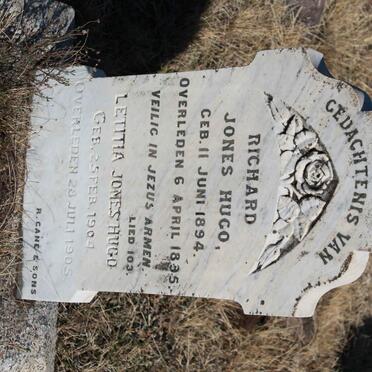 GEDACHTENIS VAN
RICHARD
JONES HUGO
GEB. 11 JUNI 1894.
OVERLEDEN 6 APRIL 1895.
VEILIG IN JEZUS' ARMEN.
LIED 103.
LETITIA JONES HUGO
GEB. 25 FEB. 1904
OVERLEDEN 28 JULI 1905
R. CANE & SONS